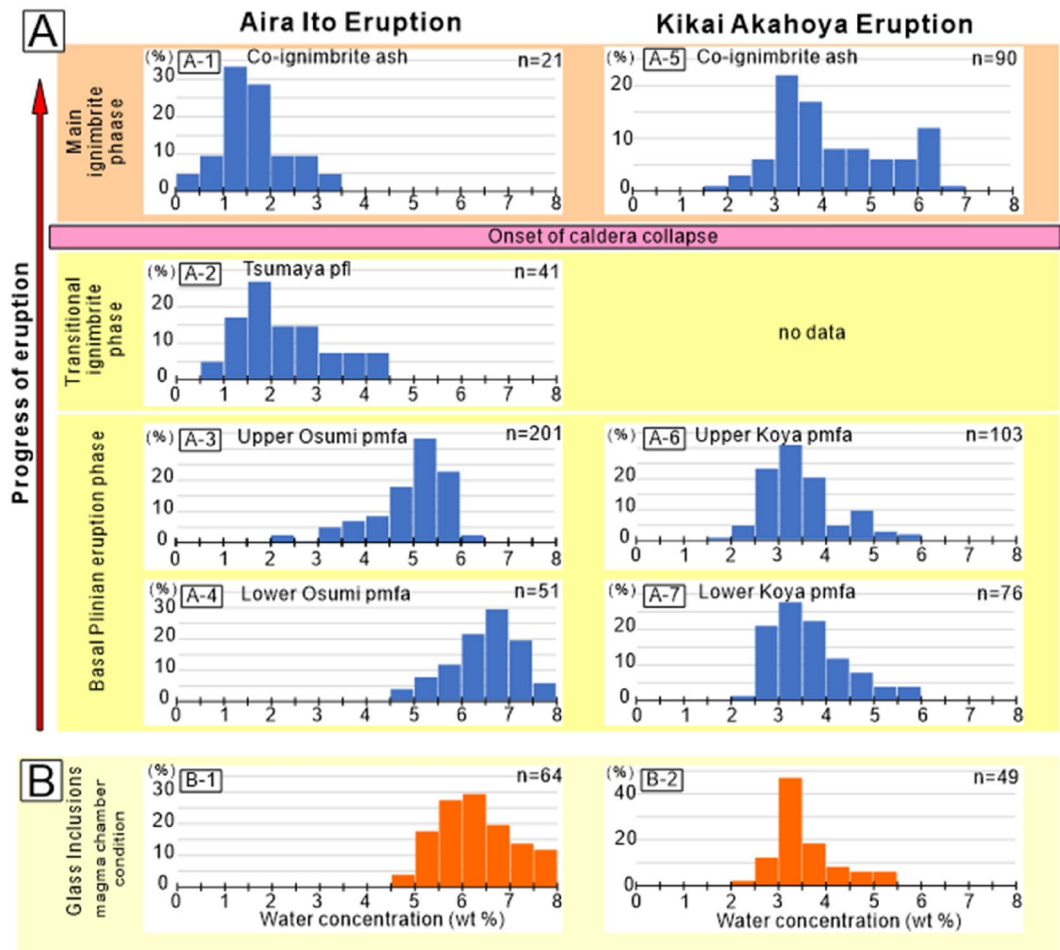 Aira Ito Eruption
Kikai Akahoya Eruption
A
Progress of eruption
Main
ignimbrite
phaase
(%) A-1 Co-ignimbrite ash n=21
30
20
10
0
0 1 2 3 4 5 6 7 8
(%) A-5 Co-ignimbrite ash n=90
20
10
0
0 1 2 3 4 5 6 7 8
Onset of caldera collapse
Transitional
ignimbrite
phase
(%) A-2 Tsumaya pfl n=41
20
10
0
0 1 2 3 4 5 6 7 8
no data
Basal Plinian eruption phase
(%) A-3 Upper Osumi pmfa n=201
20
10
0
0 1 2 3 4 5 6 7 8
(%) A-6 Upper Koya pmfa n=103
20
10
0
0 1 2 3 4 5 6 7 8
(%) A-4 Lower Osumi pmfa n=51
30
20
10
0
0 1 2 3 4 5 6 7 8
(%) A-7 Lower Koya pmfa n=76
20
10
0
0 1 2 3 4 5 6 7 8
B
Glass Inclusions
magma chamber
condition
(%) B-1 n=64
30
20
10
0
0 1 2 3 4 5 6 7 8
Water concentration (wt %)
(%) B-2 n=49
40
20
0
0 1 2 3 4 5 6 7 8
Water concentration (wt %)